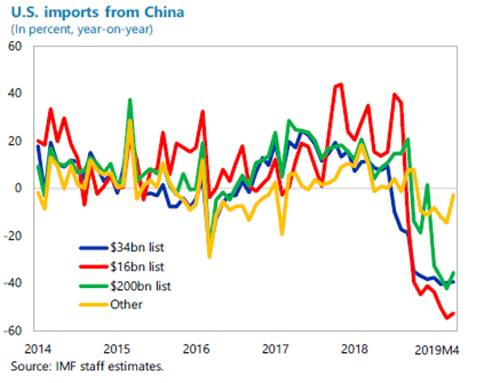 U.S. imports from China
(In percent, year-on-year)
60
40
20
0
-20
-40
-60
$34bn list
$16bn list
$200bn list
Other
2014 2015 2016 2017 2018 2019M4
Source: IMF staff estimates.